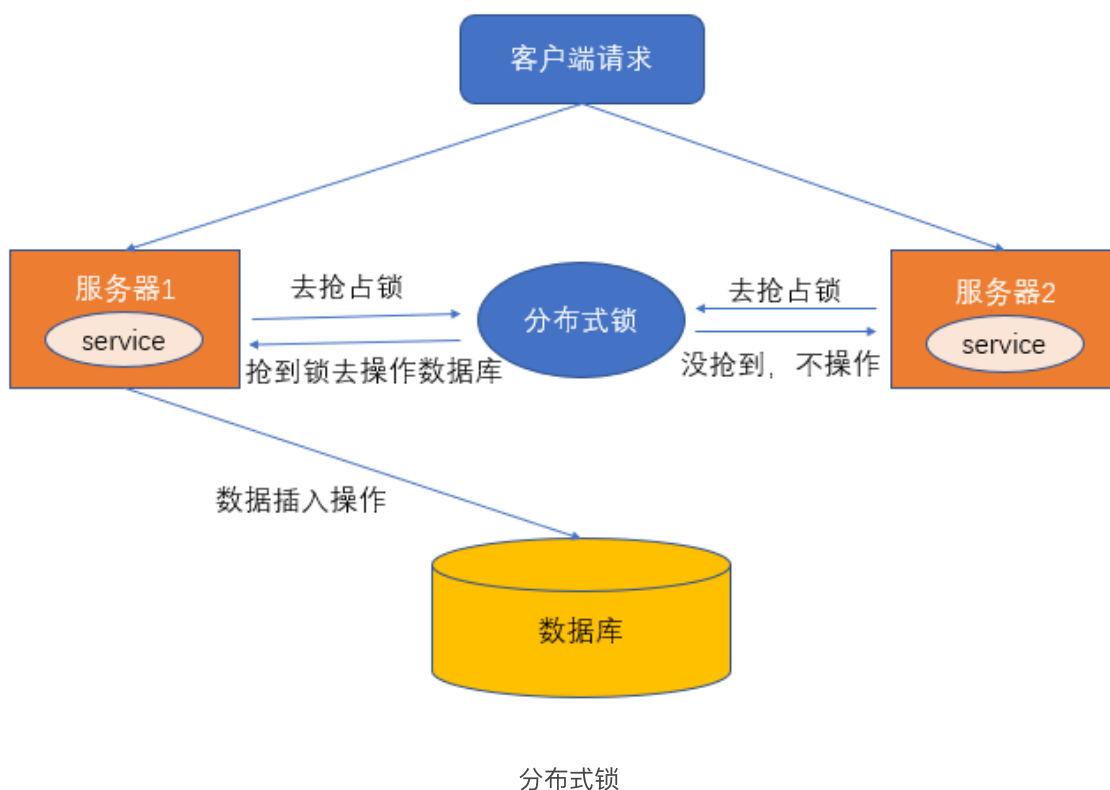 客户端请求
服务器1
service
去抢占锁
抢到锁去操作数据库
分布式锁
去抢占锁
没抢到，不操作
服务器2
service
数据插入操作
数据库
分布式锁